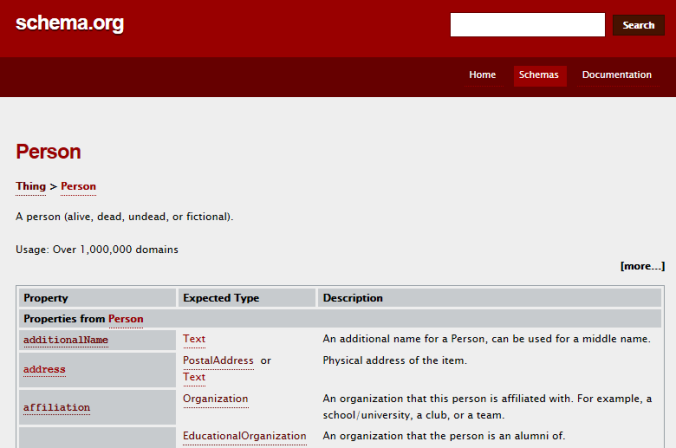 schema.org
Search
Home Schemas Documentation
Person
Thing > Person
A person (alive, dead, undead, or fictional).
Usage: Over 1,000,000 domains
[more...]
Property Expected Type Description
Properties from Person
additionalName Text An additional name for a Person, can be used for a middle name.
address PostalAddress or Physical address of the item.
Text
affiliation Organization An organization that this person is affiliated with. For example, a
school/university, a club, or a team.
EducationalOrganization An organization that the person is an alumni of.